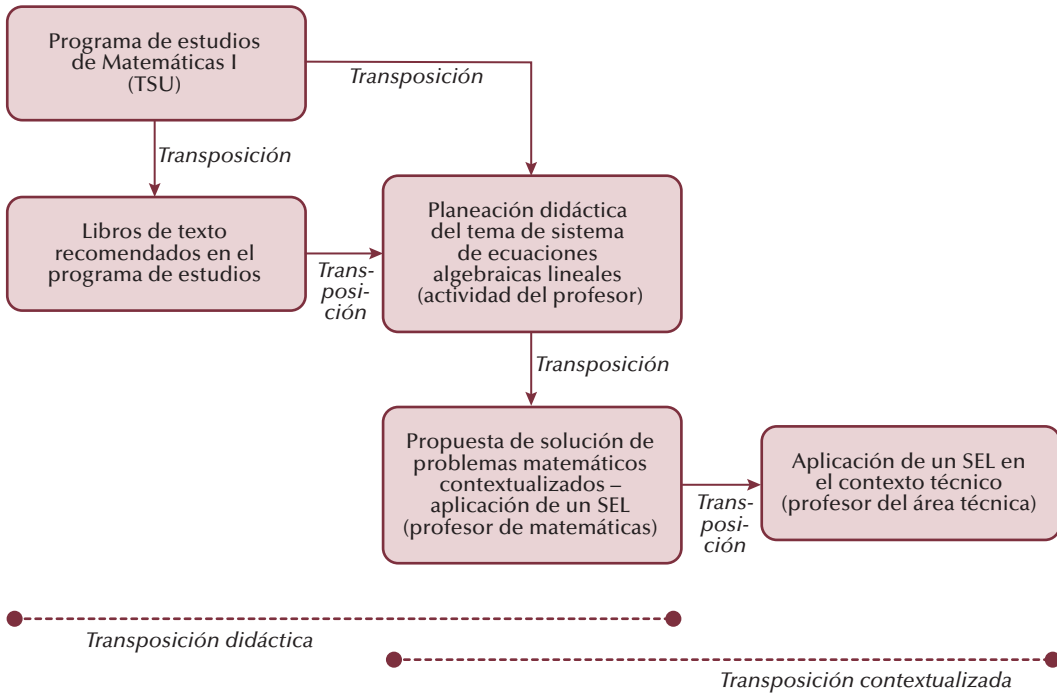 Programa de estudios
de Matemáticas I
(TSU)
Transposición
Transposición
Libros de texto
recomendados en el
programa de estudios
Trans-
posi-
ción
Planeación didáctica
del tema de sistema
de ecuaciones
algebraicas lineales
(actividad del profesor)
Transposición
Propuesta de solución de
problemas matemáticos
contextualizados –
aplicación de un SEL
(profesor de matemáticas)
Trans-
posi-
ción
Aplicación de un SEL en
el contexto técnico
(profesor del área técnica)
Transposición didáctica
Transposición contextualizada